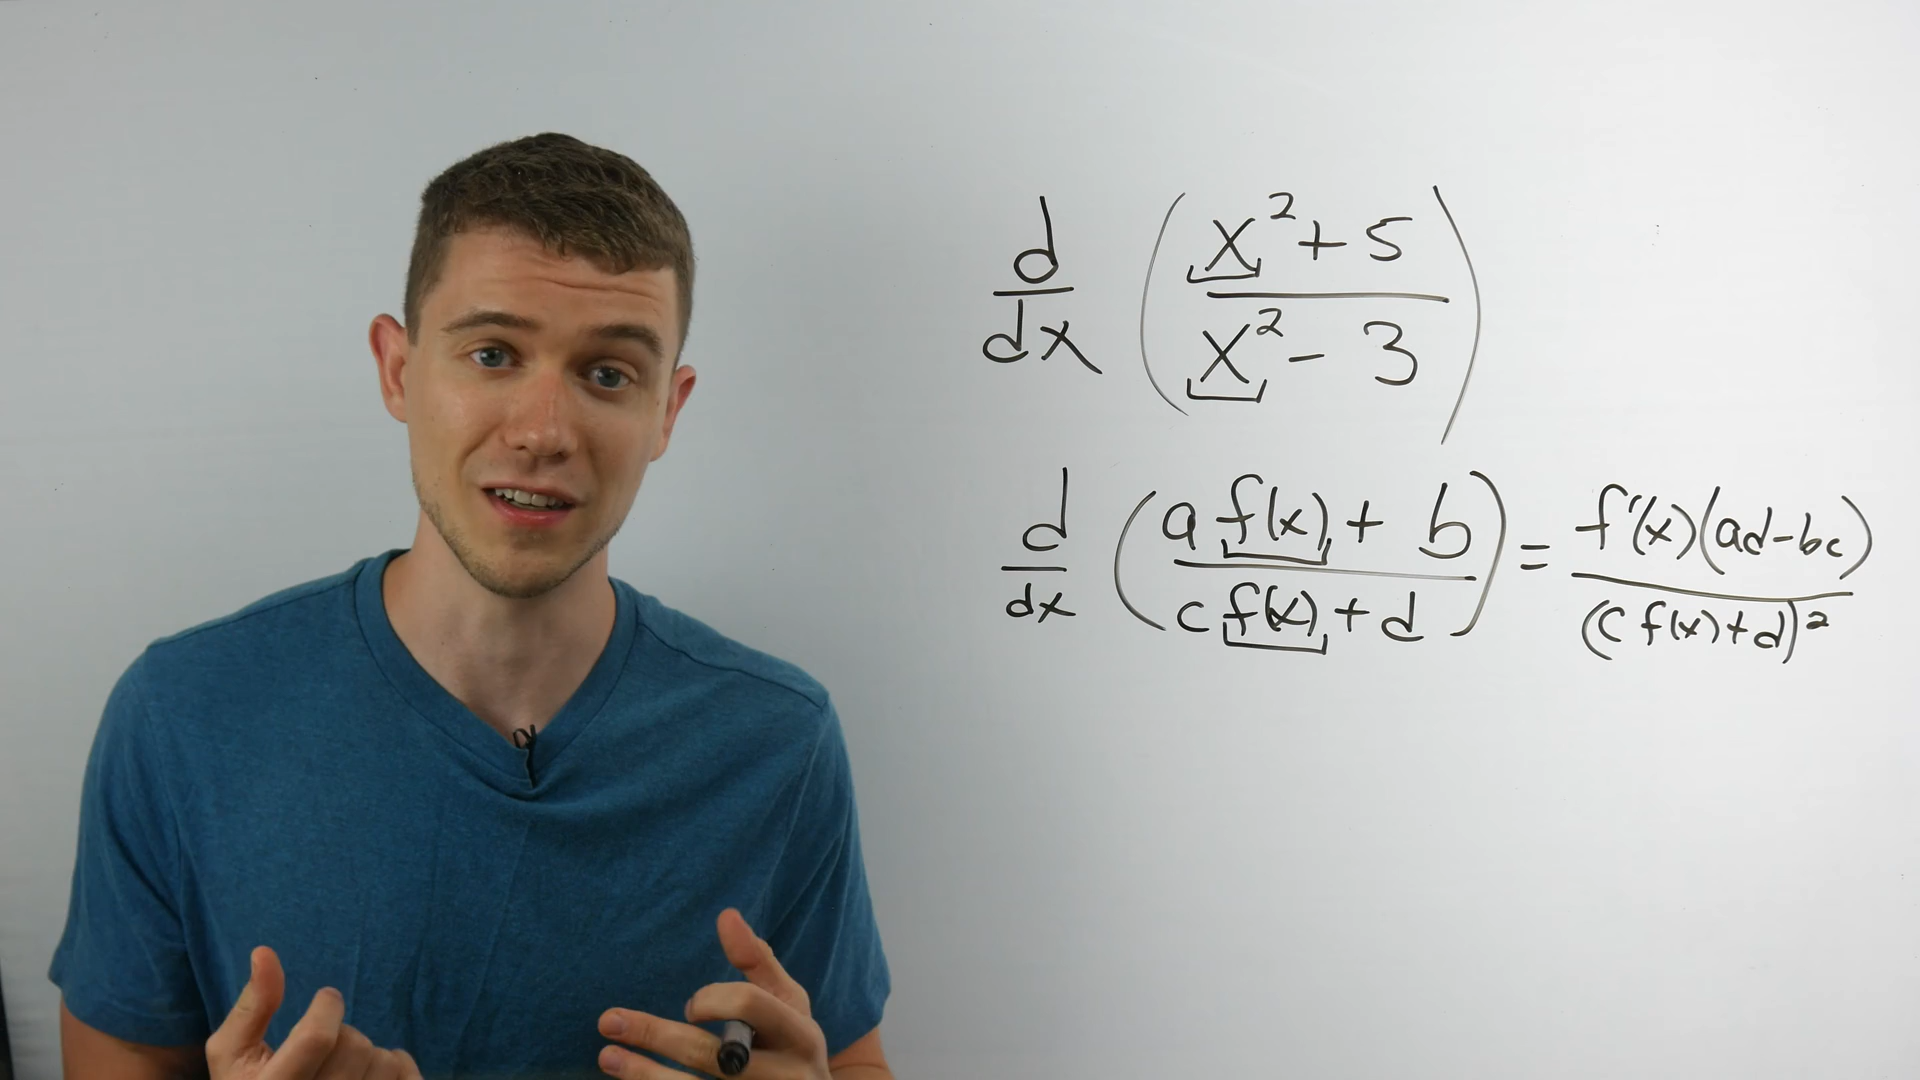 d/dx (x²+5 / x²-3)
d/dx (a f(x) + b / c f(x) + d) = f'(x)(ad-bc) / (c f(x)+d)²